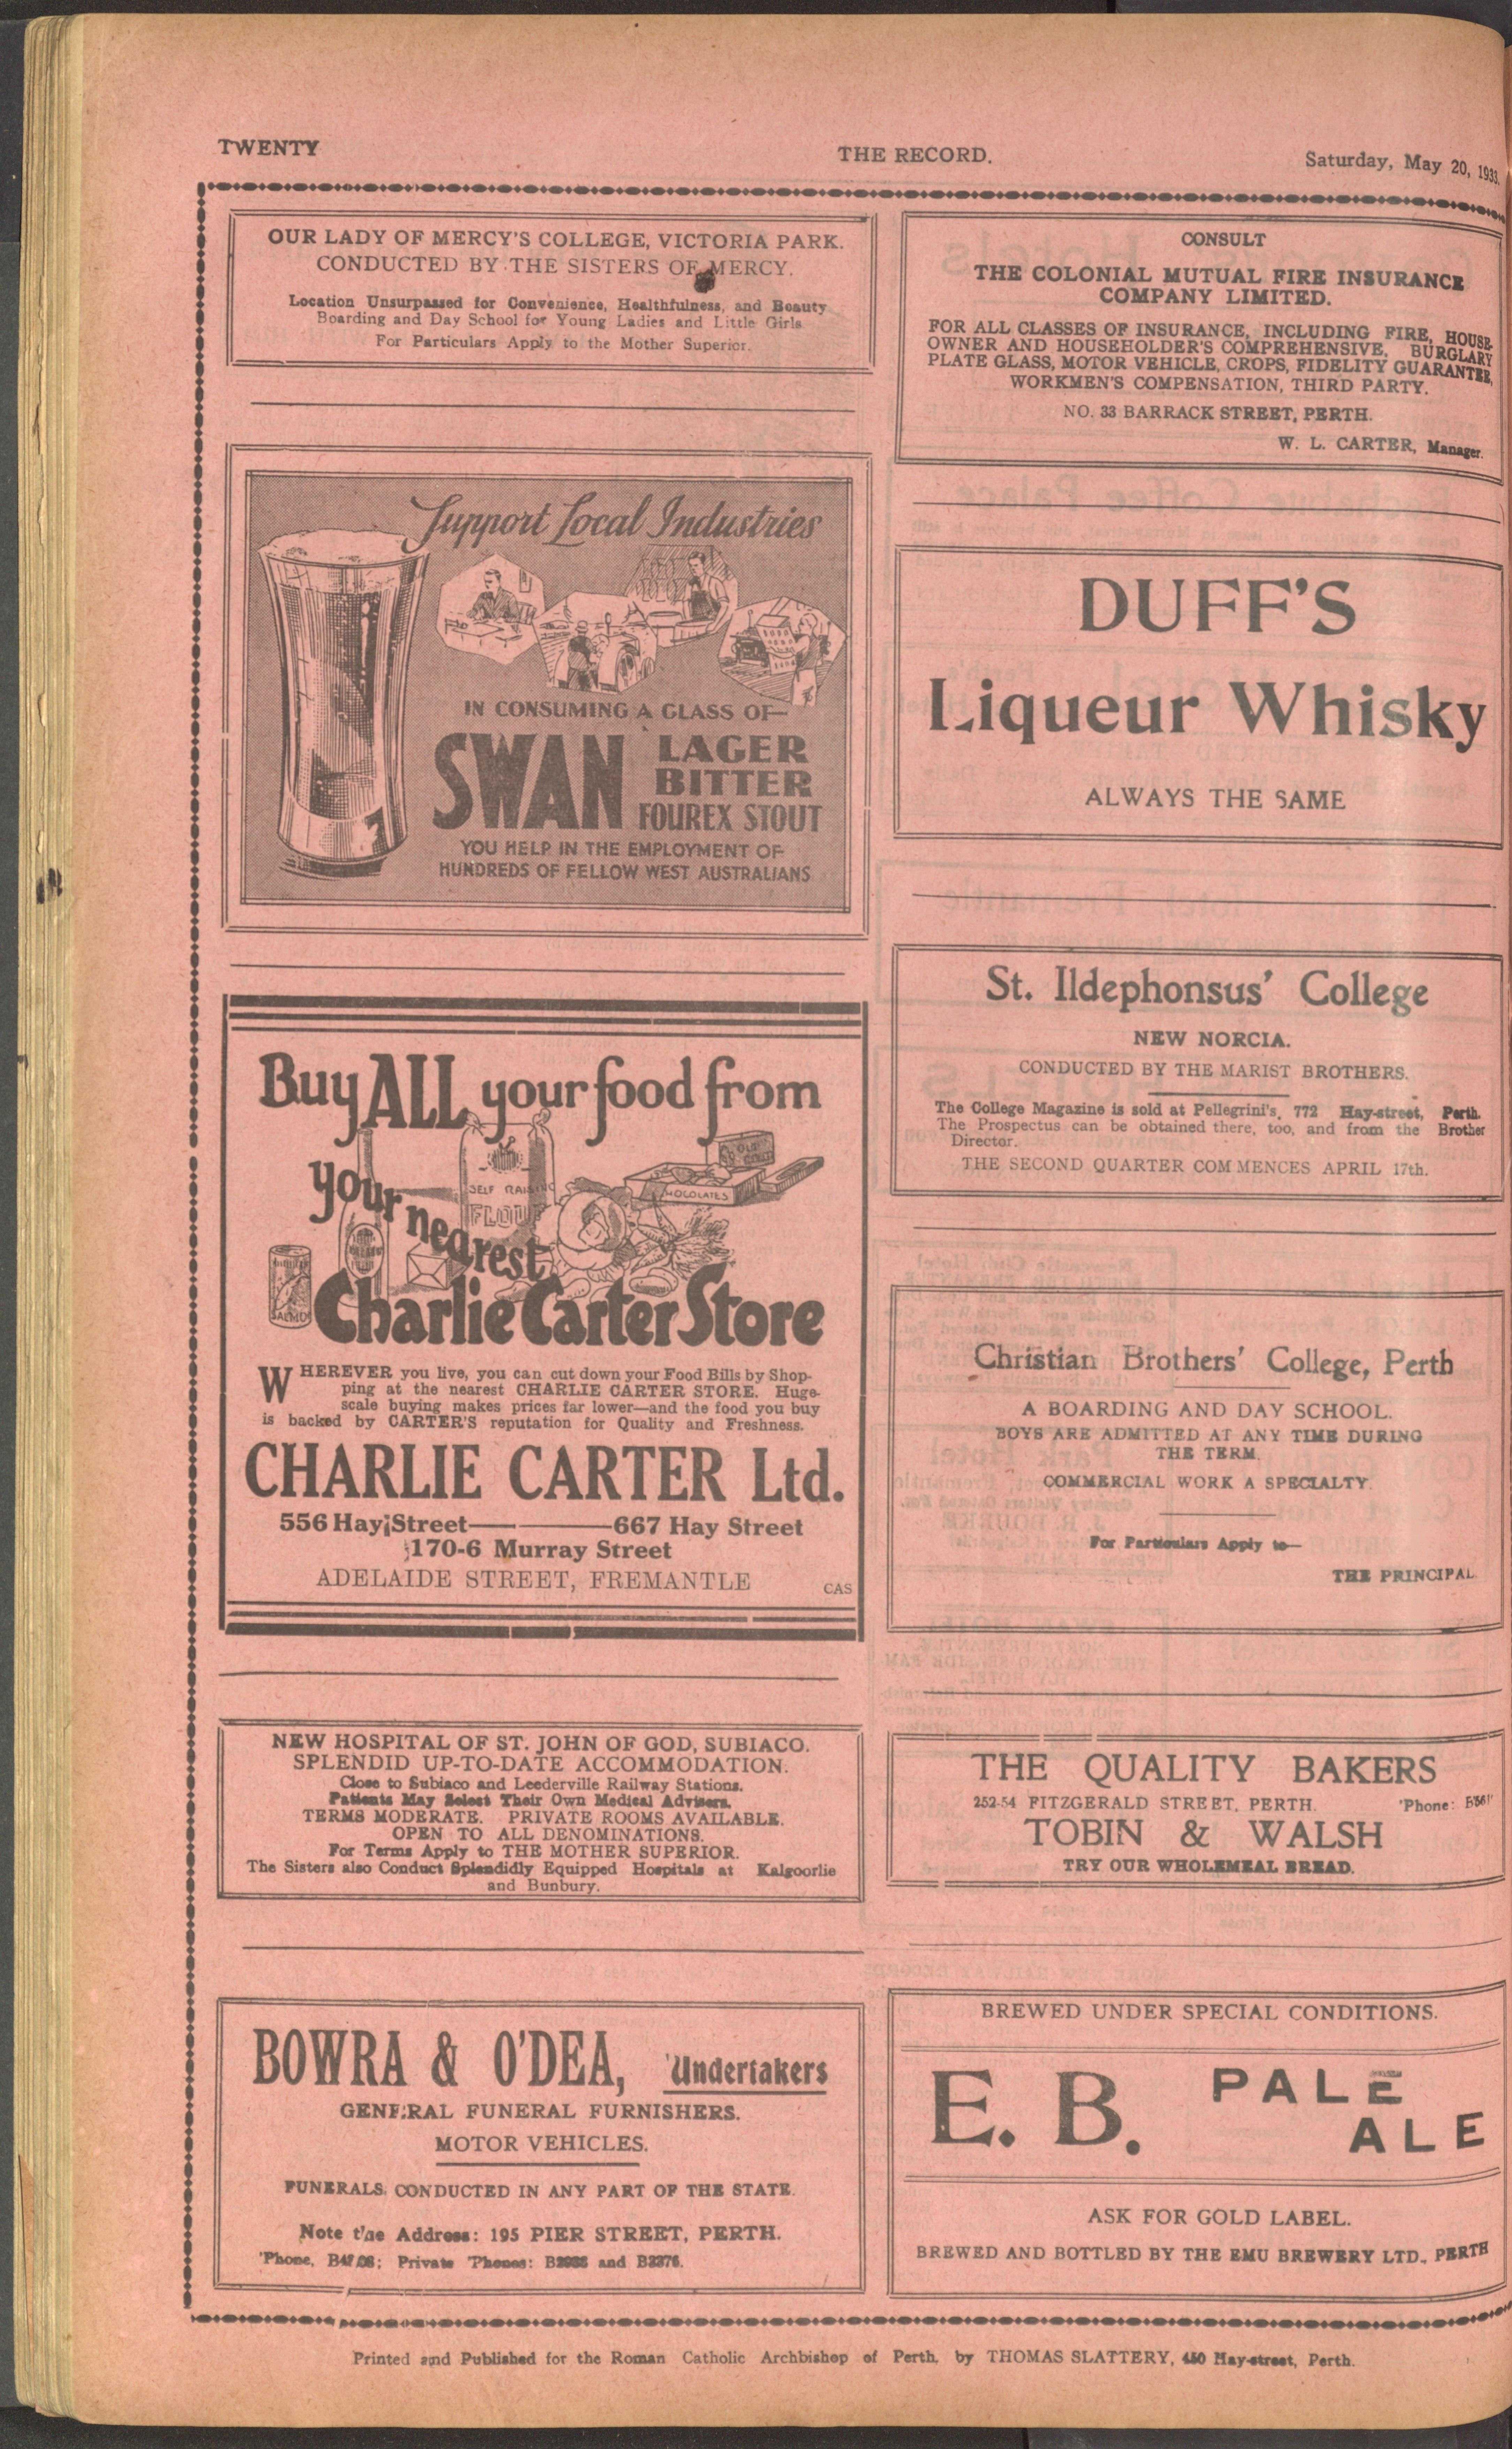 TWENTY
THE RECORD.
Saturday, May 20, 1933.
OUR LADY OF MERCY'S COLLEGE, VICTORIA PARK.
CONDUCTED BY THE SISTERS OF MERCY.
Location Unsurpassed for Convenience, Healthfulness, and Beauty
Boarding and Day School for Young Ladies and Little Girls
For Particulars Apply to the Mother Superior.
Support Local Industries
IN CONSUMING A GLASS OF—
SWAN LAGER
BITTER
FOUREX STOUT
YOU HELP IN THE EMPLOYMENT OF
HUNDREDS OF FELLOW WEST AUSTRALIANS
Buy ALL your food from
your nearest
OLD GOLD
CHOCOLATES
SELF RAISING
FLOUR
SALMON
Charlie Carter Store
WHEREVER you live, you can cut down your Food Bills by Shop-
ping at the nearest CHARLIE CARTER STORE. Huge-
scale buying makes prices far lower—and the food you buy
is backed by CARTER'S reputation for Quality and Freshness.
CHARLIE CARTER Ltd.
556 Hay Street——667 Hay Street
170-6 Murray Street
ADELAIDE STREET, FREMANTLE
CAS
NEW HOSPITAL OF ST. JOHN OF GOD, SUBIACO.
SPLENDID UP-TO-DATE ACCOMMODATION.
Close to Subiaco and Leederville Railway Stations.
Patients May Select Their Own Medical Advisers.
TERMS MODERATE. PRIVATE ROOMS AVAILABLE.
OPEN TO ALL DENOMINATIONS.
For Terms Apply to THE MOTHER SUPERIOR.
The Sisters also Conduct Splendidly Equipped Hospitals at Kalgoorlie
and Bunbury.
BOWRA & O'DEA, Undertakers
GENERAL FUNERAL FURNISHERS.
MOTOR VEHICLES.
FUNERALS CONDUCTED IN ANY PART OF THE STATE.
Note the Address: 195 PIER STREET, PERTH.
'Phone, Private 'Phones: and B2376.
CONSULT
THE COLONIAL MUTUAL FIRE INSURANCE
COMPANY LIMITED.
FOR ALL CLASSES OF INSURANCE, INCLUDING FIRE, HOUSE-
OWNER AND HOUSEHOLDER'S COMPREHENSIVE, BURGLARY
PLATE GLASS, MOTOR VEHICLE, CROPS, FIDELITY GUARANTEE,
WORKMEN'S COMPENSATION, THIRD PARTY.
NO. 33 BARRACK STREET, PERTH.
W. L. CARTER, Manager.
DUFF'S
Liqueur Whisky
ALWAYS THE SAME
St. Ildephonsus' College
NEW NORCIA.
CONDUCTED BY THE MARIST BROTHERS.
The College Magazine is sold at Pellegrini's, 772 Hay-street, Perth.
The Prospectus can be obtained there, too, and from the Brother
Director.
THE SECOND QUARTER COMMENCES APRIL 17th.
Christian Brothers' College, Perth
A BOARDING AND DAY SCHOOL.
BOYS ARE ADMITTED AT ANY TIME DURING
THE TERM.
COMMERCIAL WORK A SPECIALTY.
For Particulars Apply to—
THE PRINCIPAL
THE QUALITY BAKERS
252-54 FITZGERALD STREET, PERTH. 'Phone:
TOBIN & WALSH
TRY OUR WHOLEMEAL BREAD.
BREWED UNDER SPECIAL CONDITIONS.
E. B. PALE
ALE
ASK FOR GOLD LABEL.
BREWED AND BOTTLED BY THE EMU BREWERY LTD., PERTH
Printed and Published for the Roman Catholic Archbishop of Perth, by THOMAS SLATTERY, 450 Hay-street, Perth.